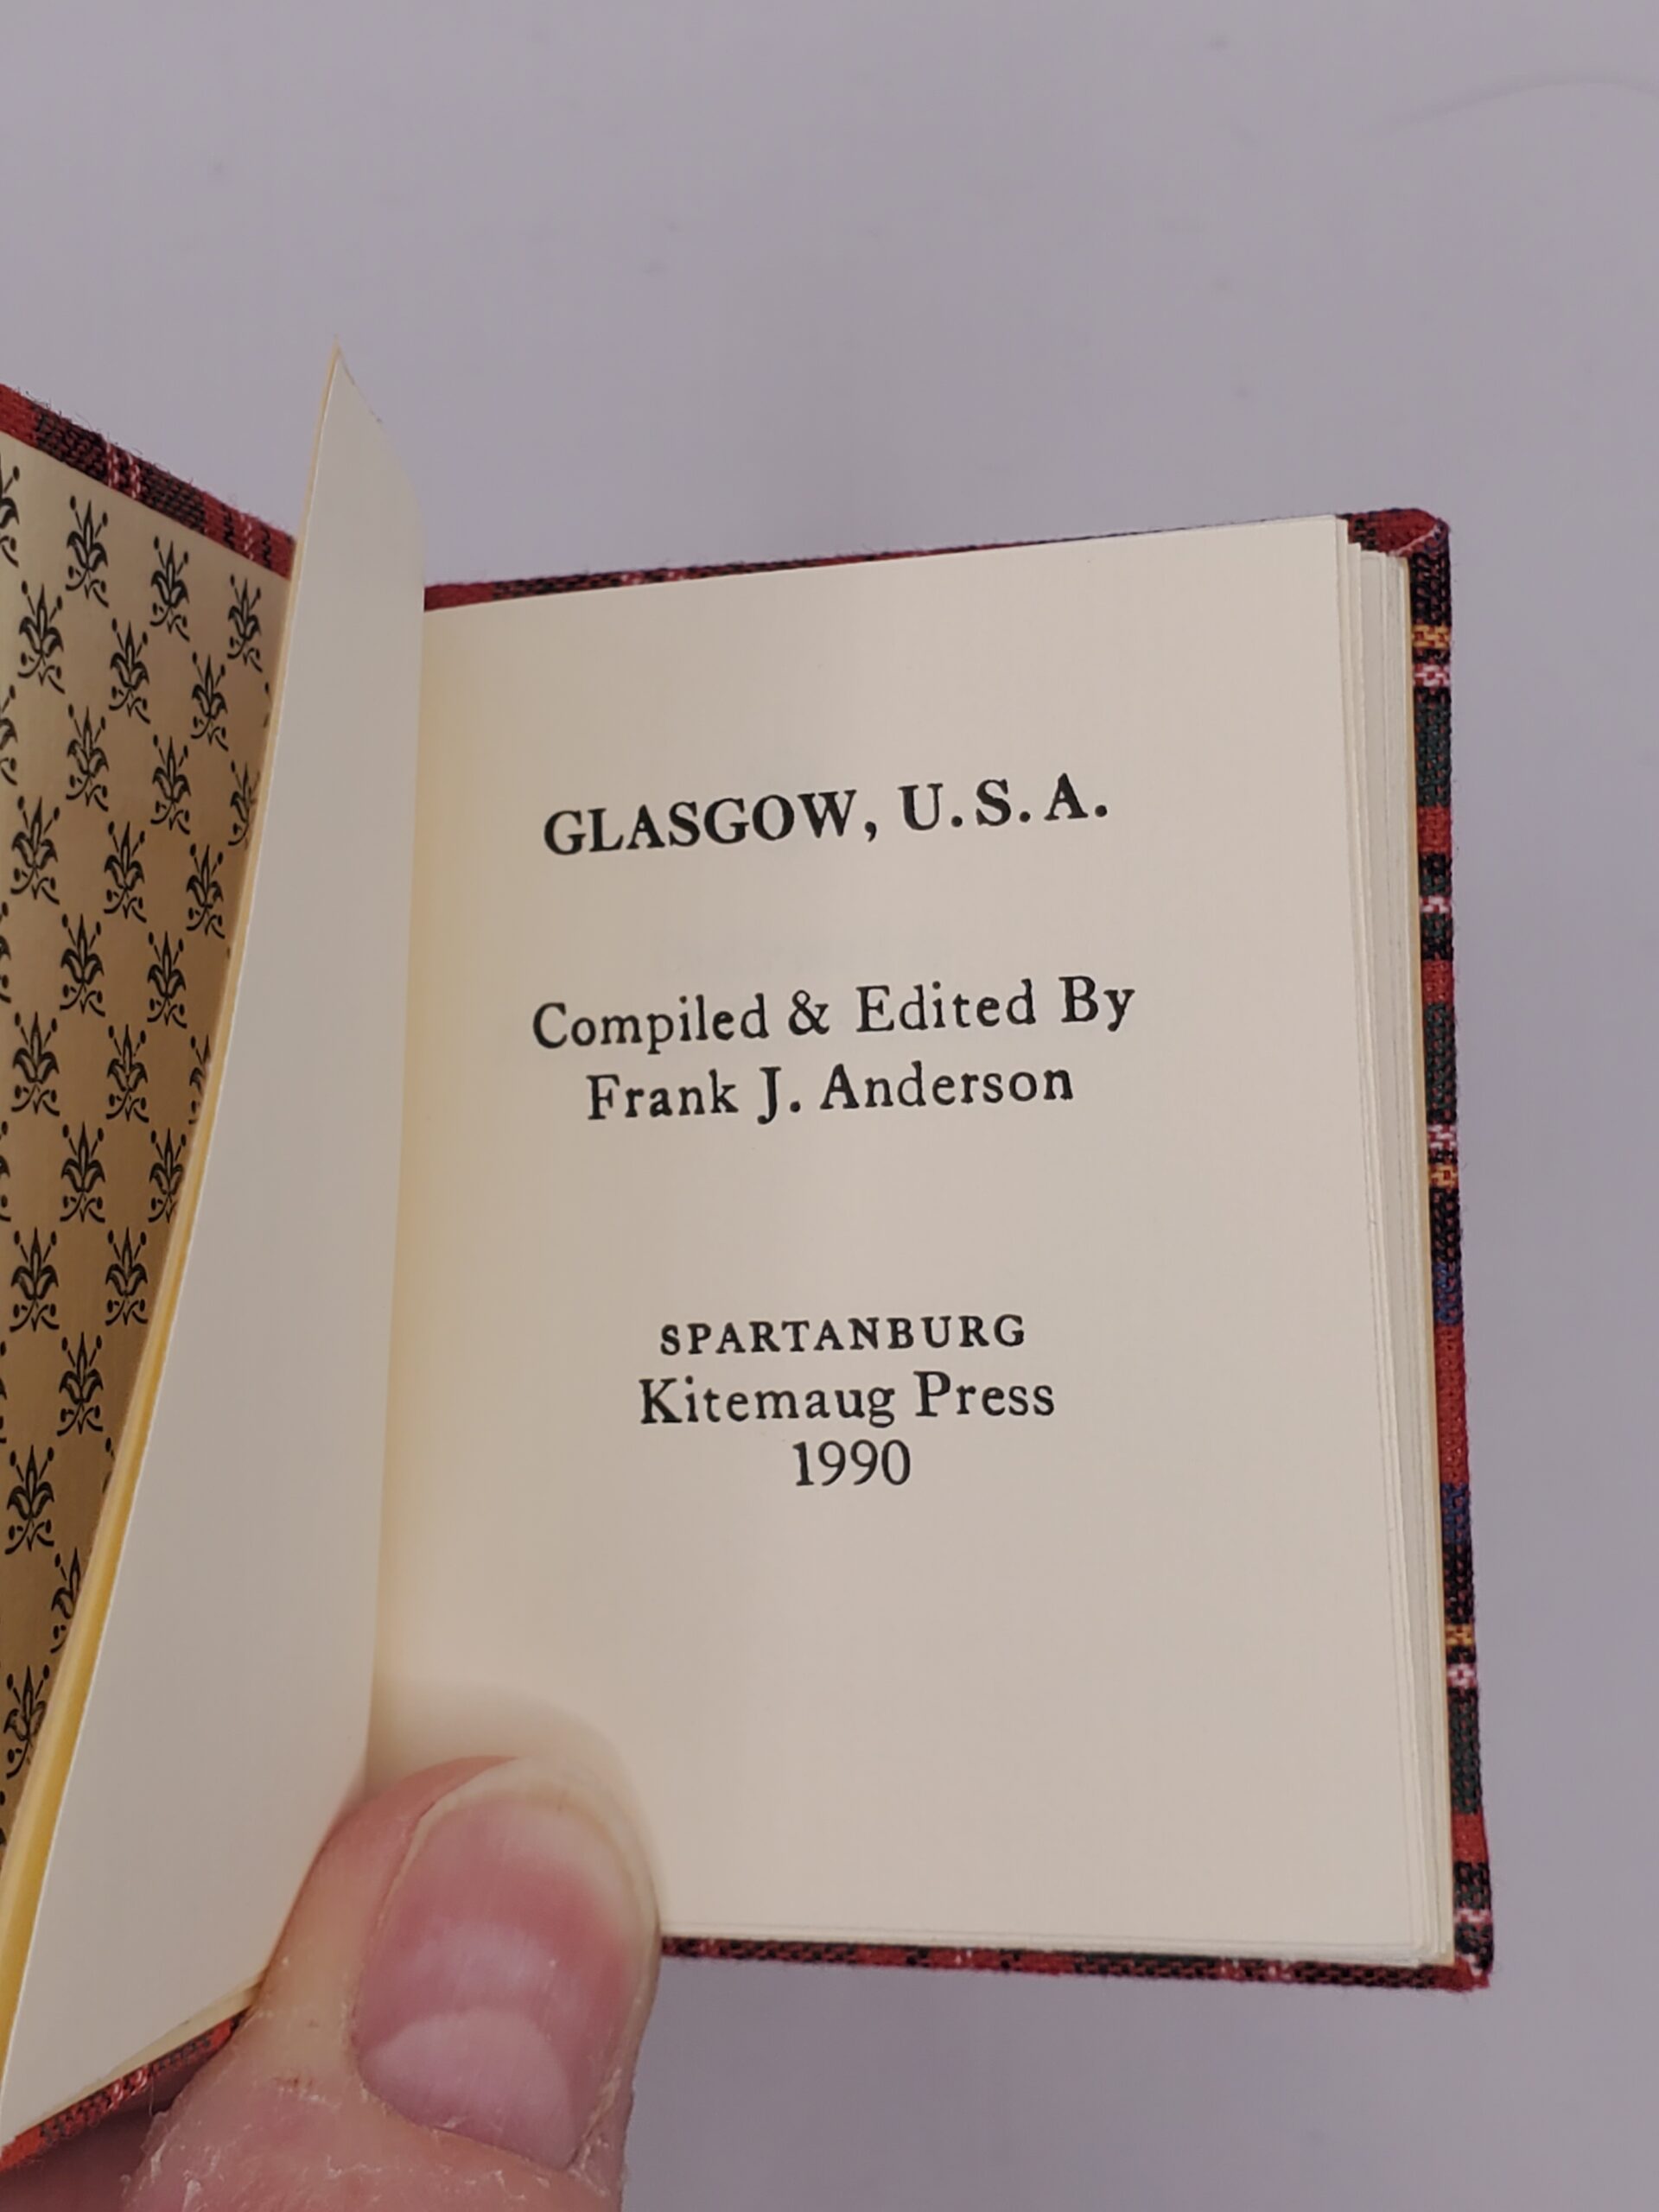 GLASGOW, U.S.A.
Compiled & Edited By
Frank J. Anderson
SPARTANBURG
Kitemaug Press
1990